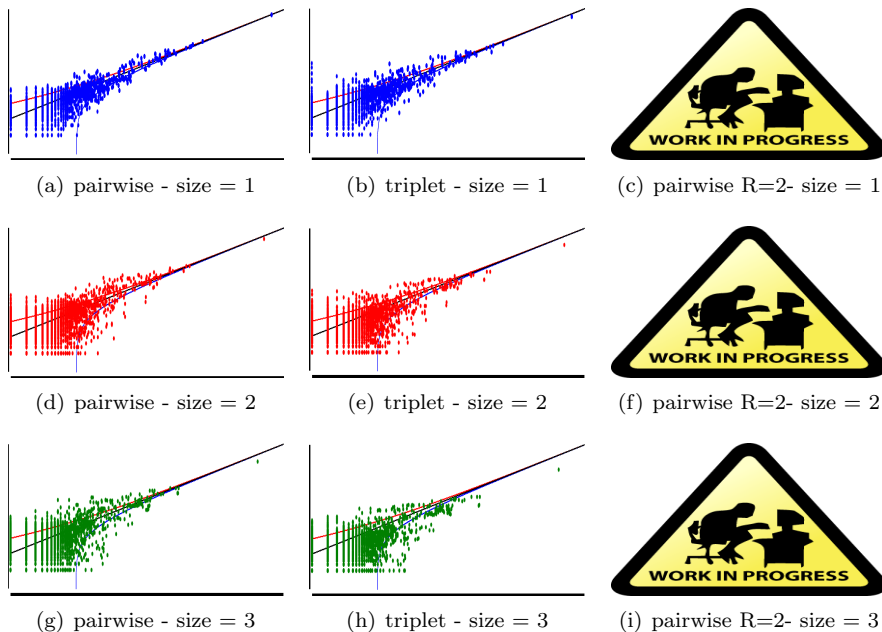 WORK IN PROGRESS
(a) pairwise - size = 1
(b) triplet - size = 1
(c) pairwise R=2- size = 1
WORK IN PROGRESS
(d) pairwise - size = 2
(e) triplet - size = 2
(f) pairwise R=2- size = 2
WORK IN PROGRESS
(g) pairwise - size = 3
(h) triplet - size = 3
(i) pairwise R=2- size = 3